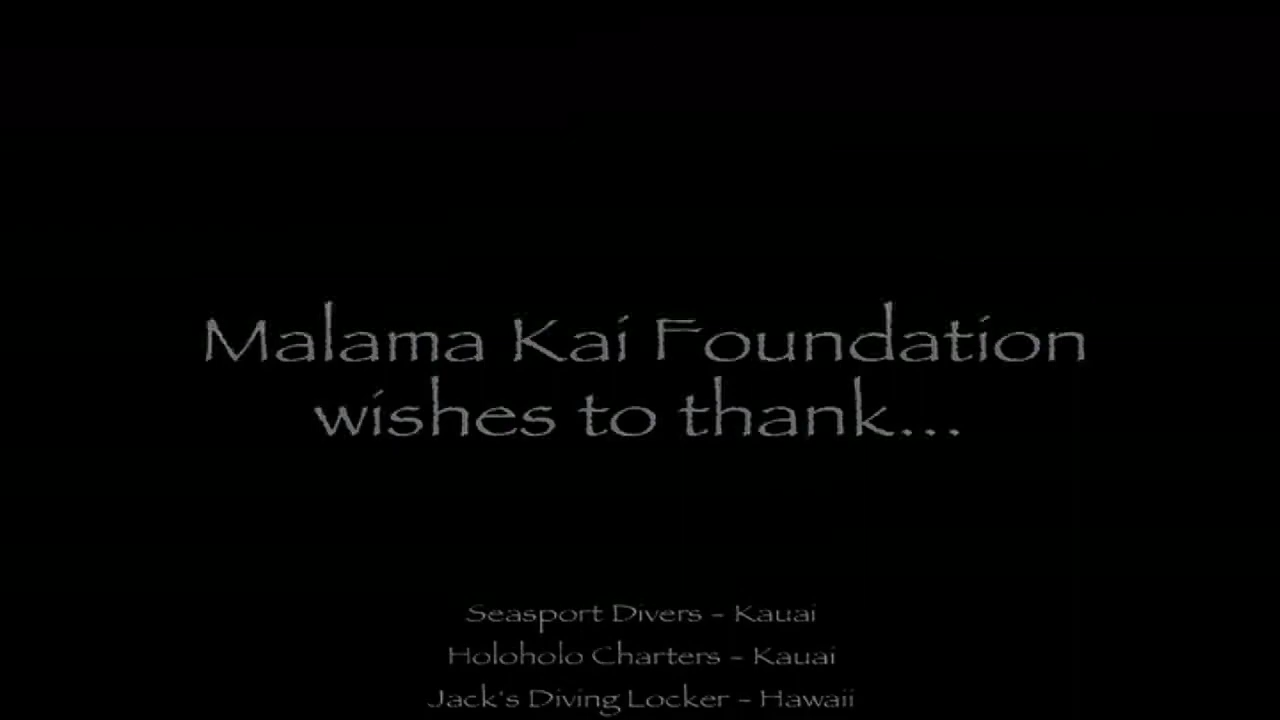 Malama Kai Foundation
wishes to thank...
Seasport Divers - Kauai
Holoholo Charters - Kauai
Jack's Diving Locker - Hawaii